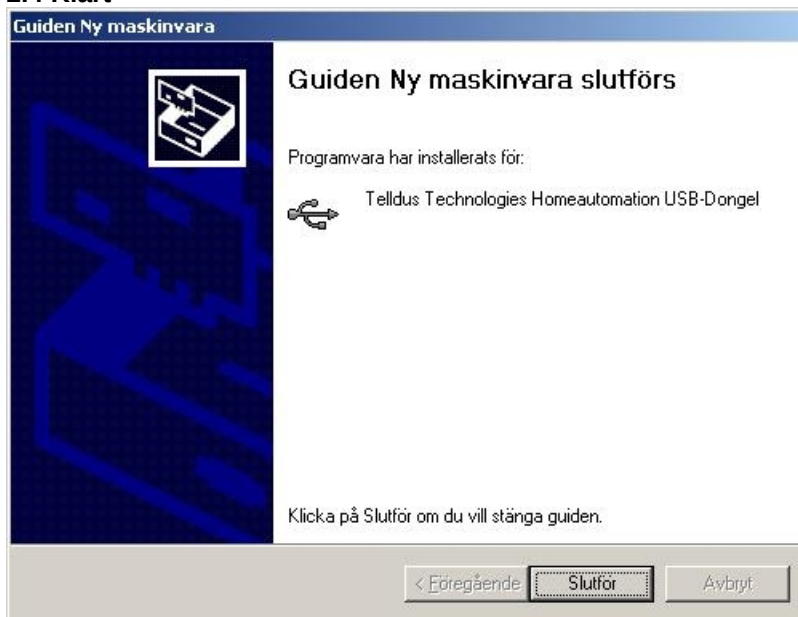 Guiden Ny maskinvara
Guiden Ny maskinvara slutförs
Programvara har installerats för:
Telldus Technologies Homeautomation USB-Dongel
Klicka på Slutför om du vill stänga guiden.
< Föregående Slutför Avbryt